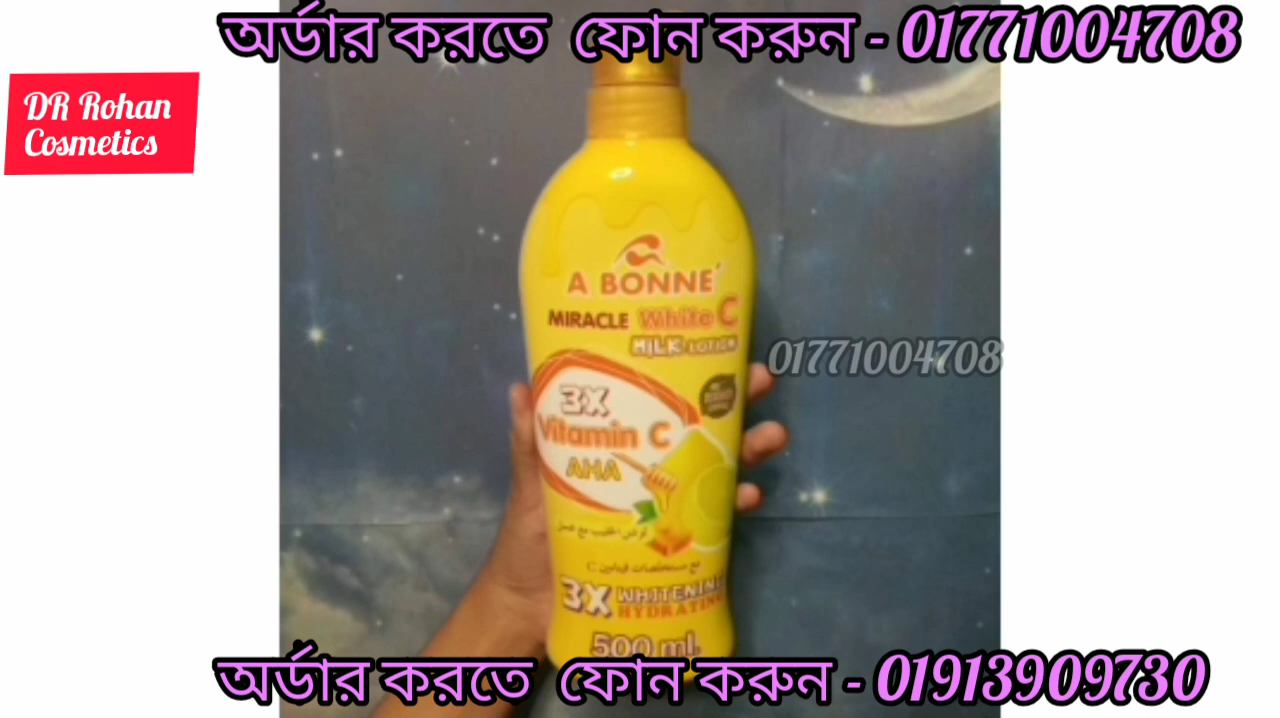 অর্ডার করতে ফোন করুন - 01771004708
DR Rohan
Cosmetics
A BONNE'
MIRACLE White C
MILK LOTION
01771004708
3X
Vitamin C
AHA
3X WHITENING
HYDRATING
500 ml.
অর্ডার করতে ফোন করুন - 01913909730